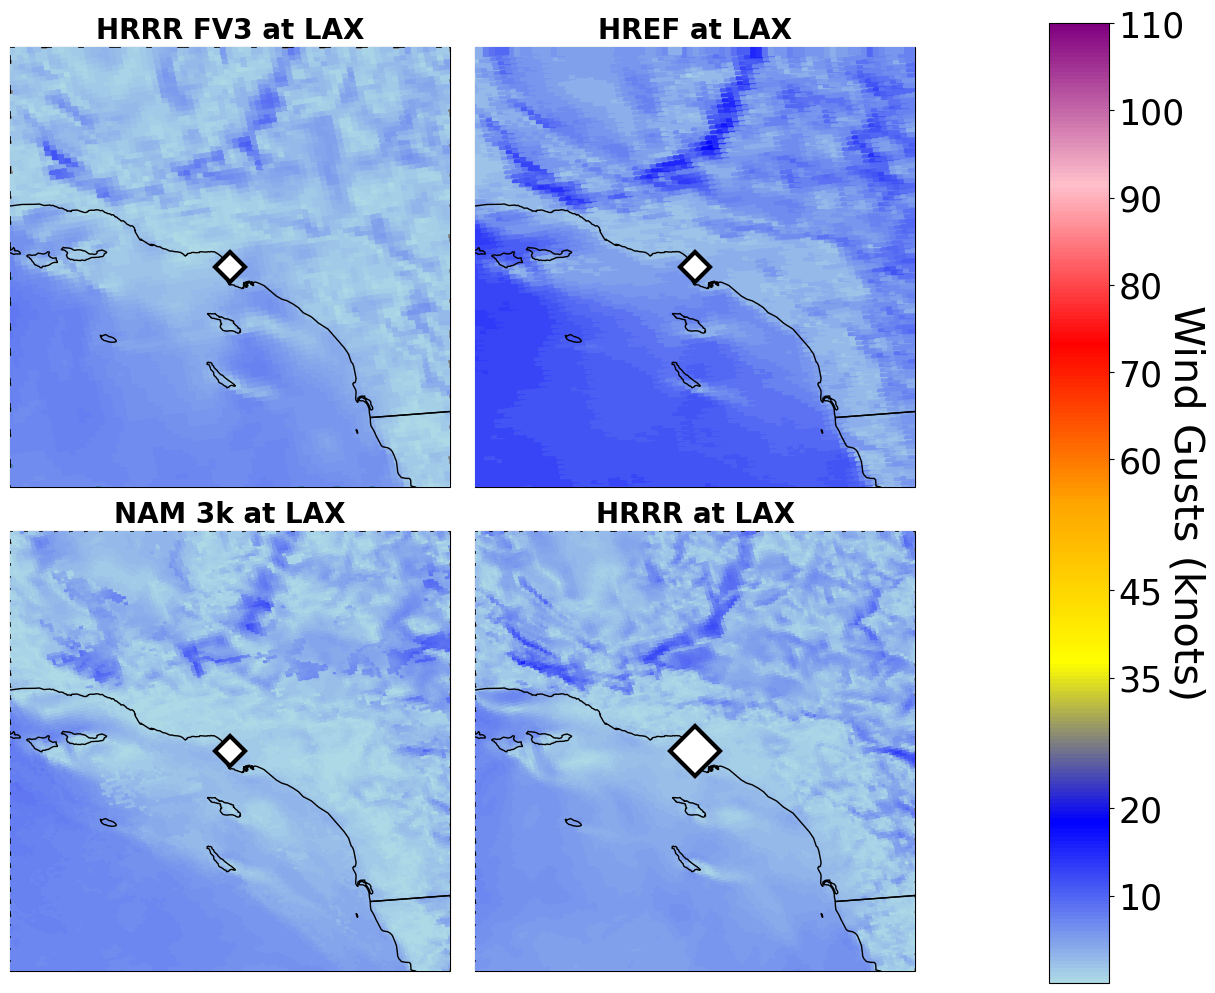 HRRR FV3 at LAX
HREF at LAX
NAM 3k at LAX
HRRR at LAX
110
100
90
80
70
60
45
35
20
10
Wind Gusts (knots)